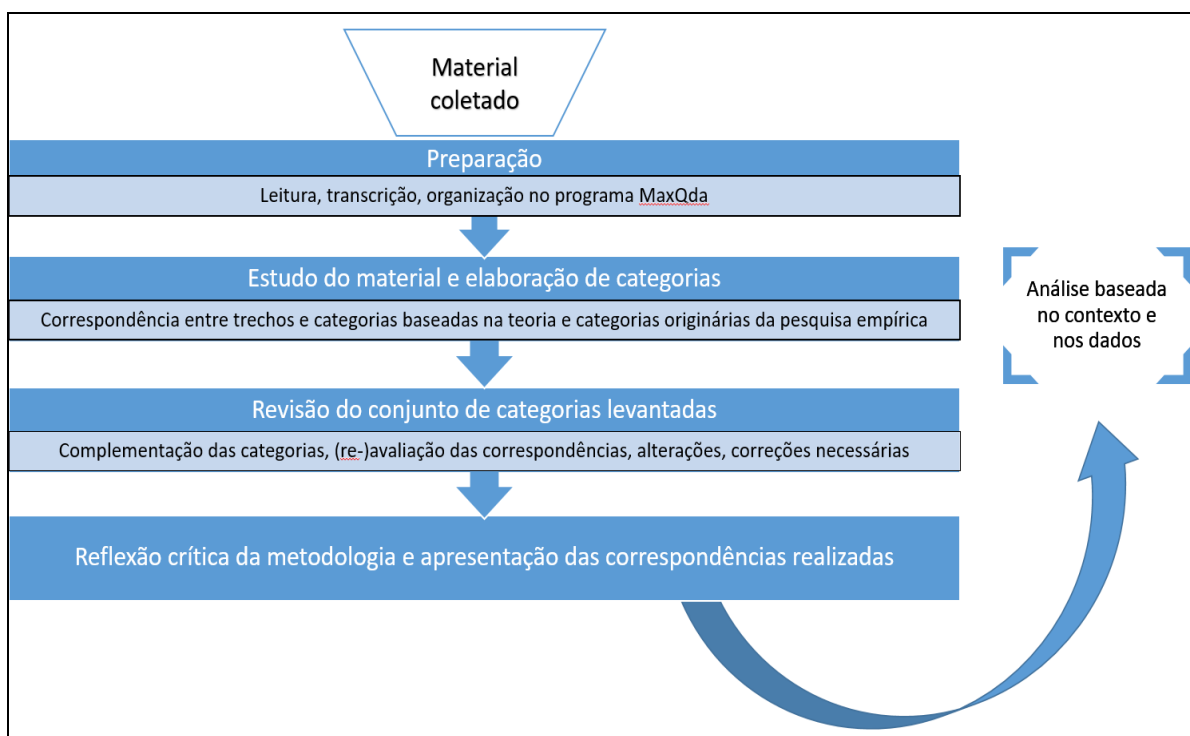 Material
coletado
Preparação
Leitura, transcrição, organização no programa MaxQda
Estudo do material e elaboração de categorias
Correspondência entre trechos e categorias baseadas na teoria e categorias originárias da pesquisa empírica
Revisão do conjunto de categorias levantadas
Complementação das categorias, (re-)avaliação das correspondências, alterações, correções necessárias
Reflexão crítica da metodologia e apresentação das correspondências realizadas
Análise baseada
no contexto e
nos dados